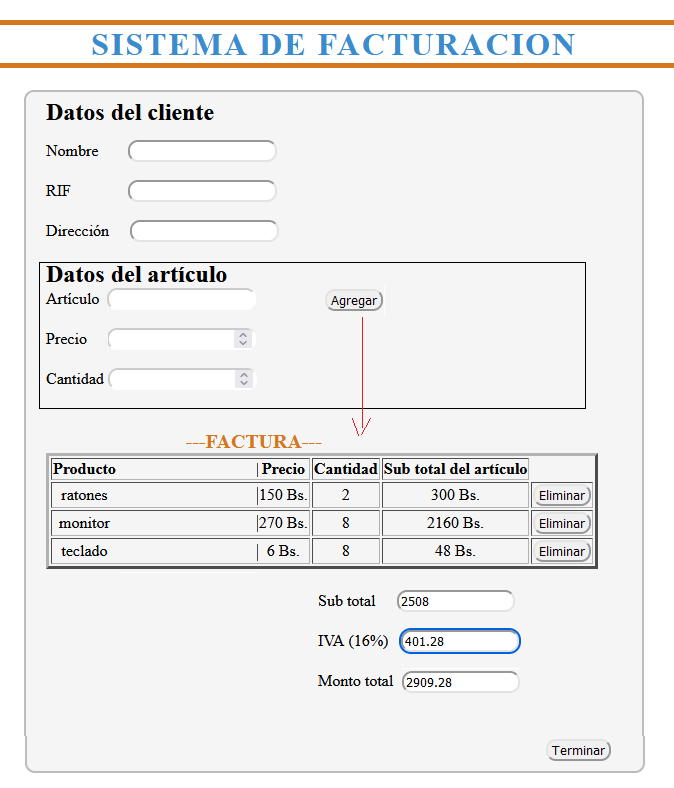 SISTEMA DE FACTURACION
Datos del cliente
Nombre
RIF
Dirección
Datos del artículo
Artículo Agregar
Precio
Cantidad
---FACTURA---
Producto | Precio Cantidad Sub total del artículo
ratones |150 Bs. 2 300 Bs. Eliminar
monitor |270 Bs. 8 2160 Bs. Eliminar
teclado | 6 Bs. 8 48 Bs. Eliminar
Sub total 2508
IVA (16%) 401.28
Monto total 2909.28
Terminar